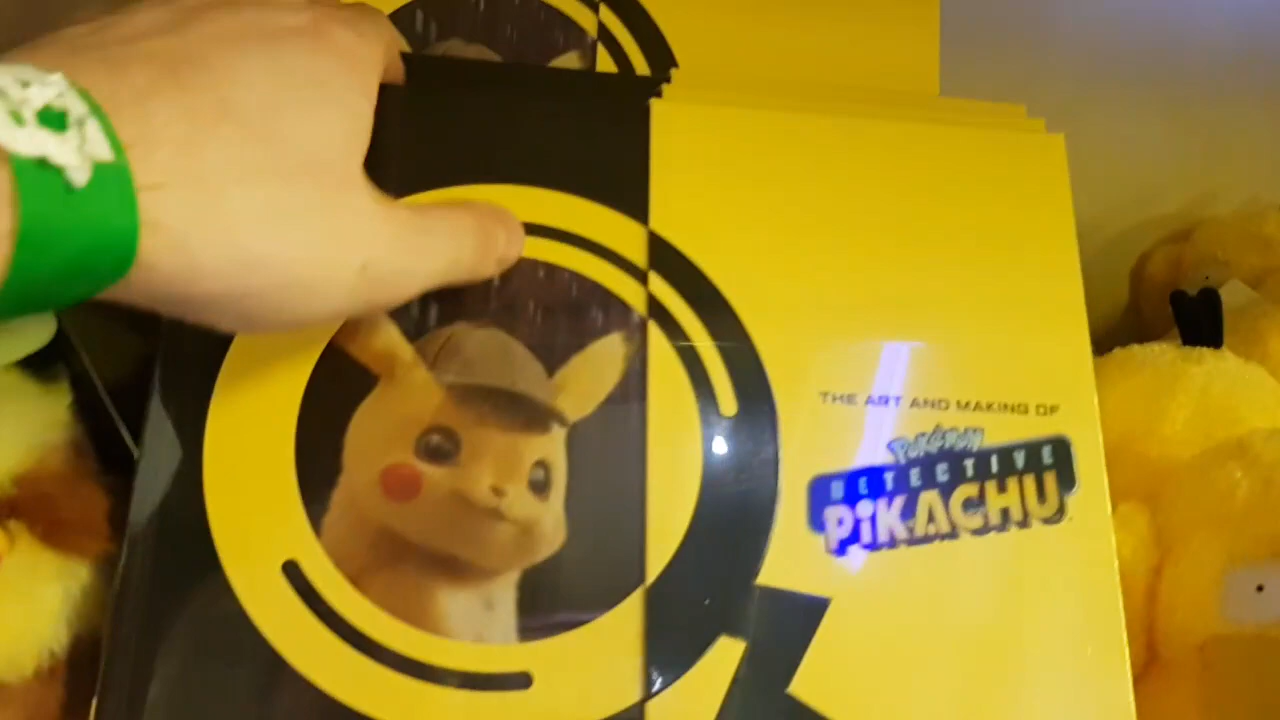 THE ART AND MAKING OF
POKÉMON
DETECTIVE
PIKACHU